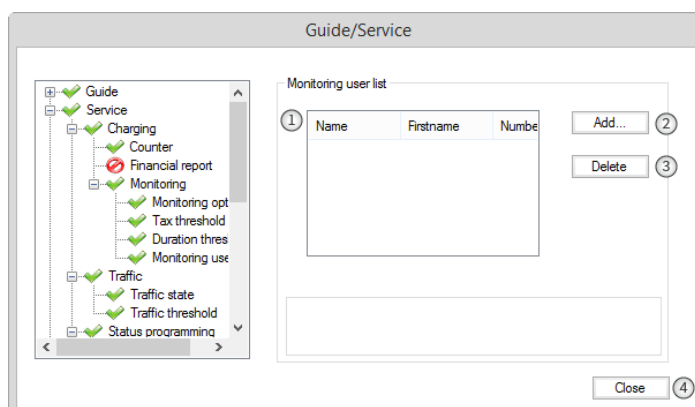 Guide/Service
Guide
Service
Charging
Counter
Financial report
Monitoring
Monitoring opt
Tax threshold
Duration thres
Monitoring use
Traffic
Traffic state
Traffic threshold
Status programming
Monitoring user list
1
Name Firstname Numbe
Add... 2
Delete 3
Close 4